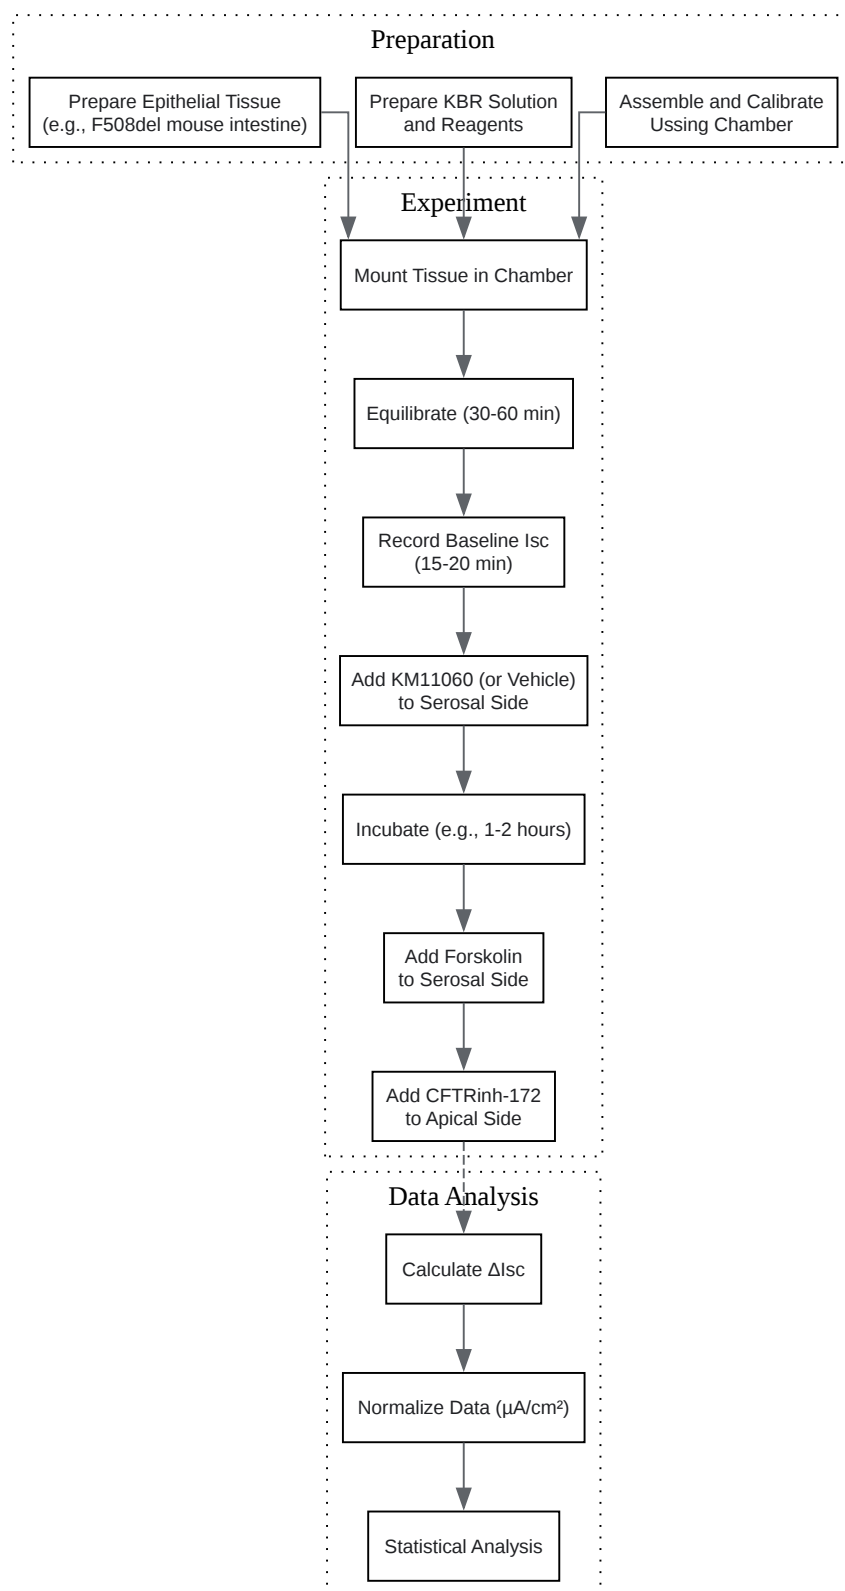 Preparation
Prepare Epithelial Tissue
(e.g., F508del mouse intestine)
Prepare KBR Solution
and Reagents
Assemble and Calibrate
Ussing Chamber
Experiment
Mount Tissue in Chamber
Equilibrate (30-60 min)
Record Baseline Isc
(15-20 min)
Add KM11060 (or Vehicle)
to Serosal Side
Incubate (e.g., 1-2 hours)
Add Forskolin
to Serosal Side
Add CFTRinh-172
to Apical Side
Data Analysis
Calculate ΔIsc
Normalize Data (µA/cm²)
Statistical Analysis